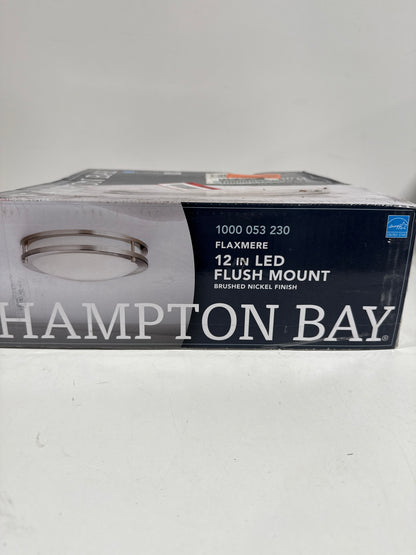 1000 053 230
FLAXMERE
12 IN LED
FLUSH MOUNT
BRUSHED NICKEL FINISH
HAMPTON BAY®